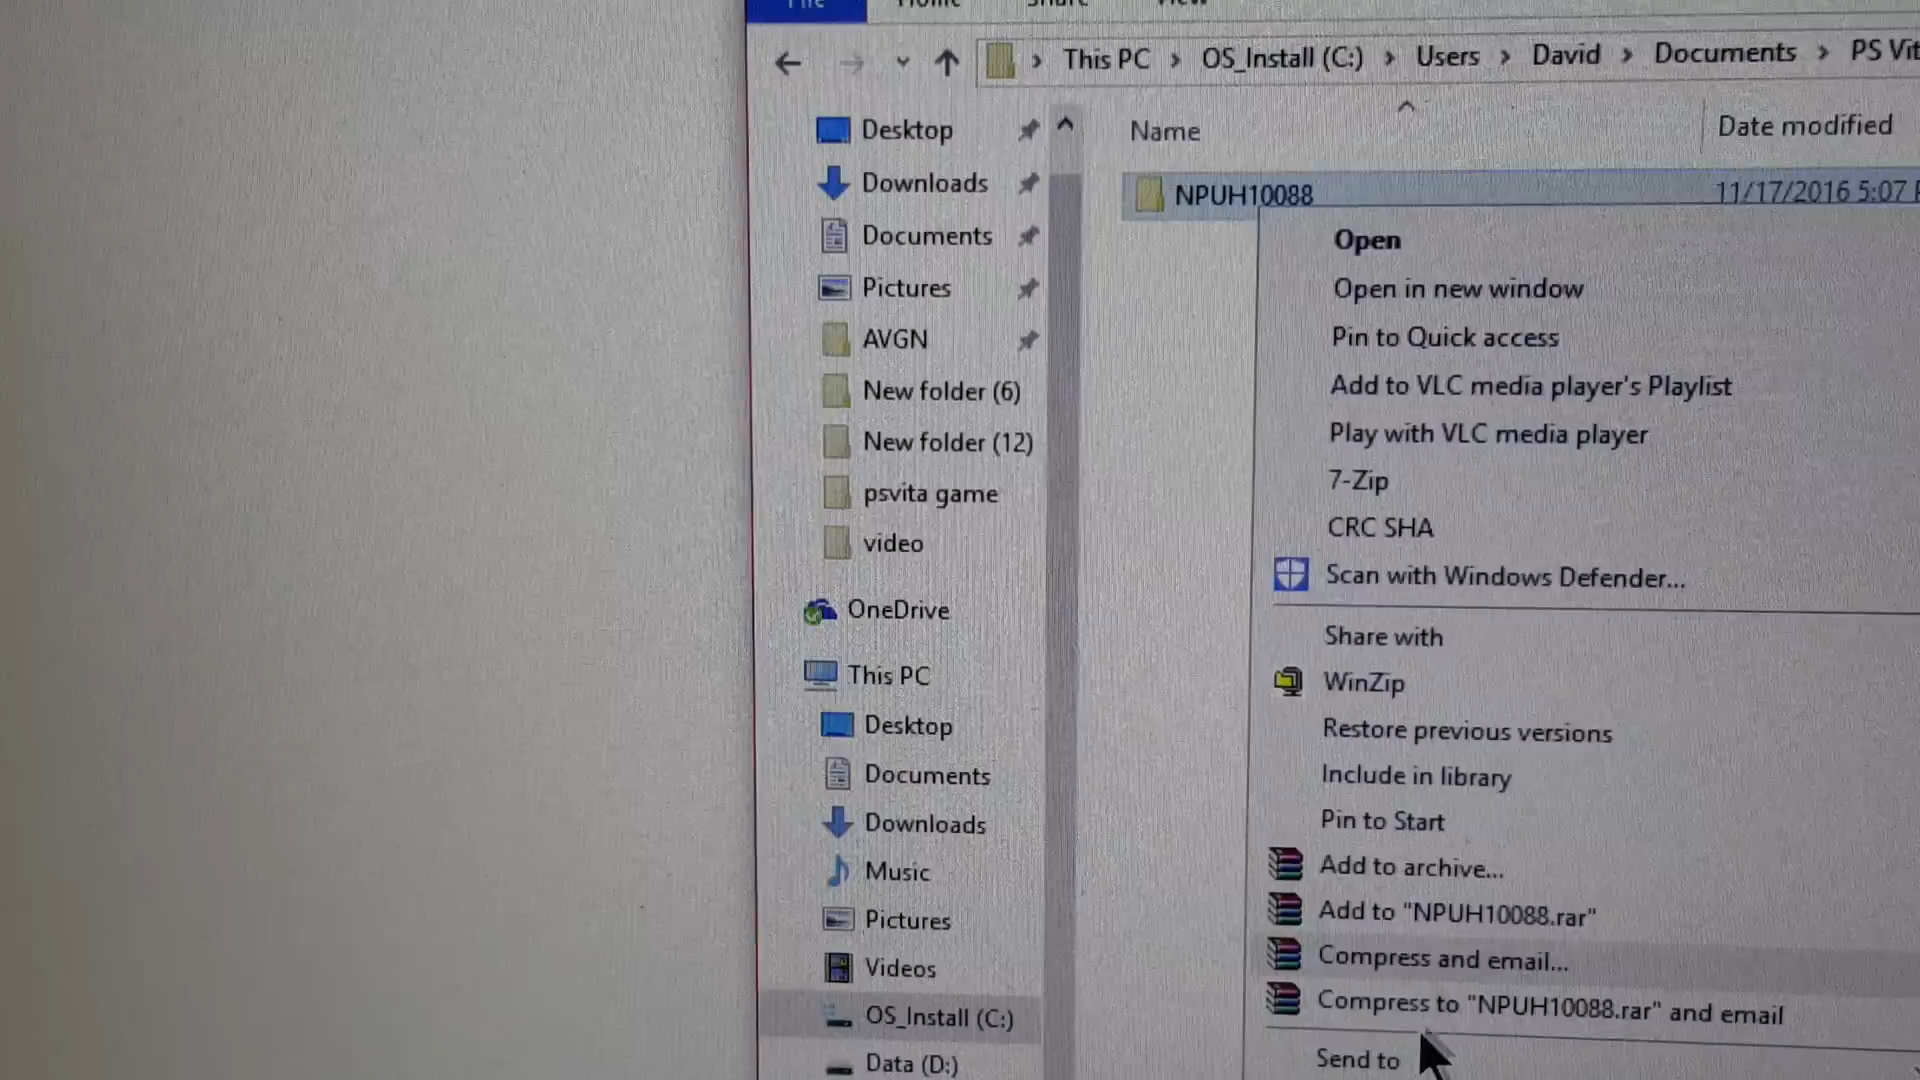 File Home Share View
This PC > OS_Install (C:) > Users > David > Documents >
Name
Date modified
NPUH10088
11/17/2016 5:07
Desktop
Downloads
Documents
Pictures
AVGN
New folder (6)
New folder (12)
psvita game
video
OneDrive
This PC
Desktop
Documents
Downloads
Music
Pictures
Videos
OS_Install (C:)
Data (D:)
Open
Open in new window
Pin to Quick access
Add to VLC media player's Playlist
Play with VLC media player
7-Zip
CRC SHA
Scan with Windows Defender...
Share with
WinZip
Restore previous versions
Include in library
Pin to Start
Add to archive...
Add to "NPUH10088.rar"
Compress and email...
Compress to "NPUH10088.rar" and email
Send to